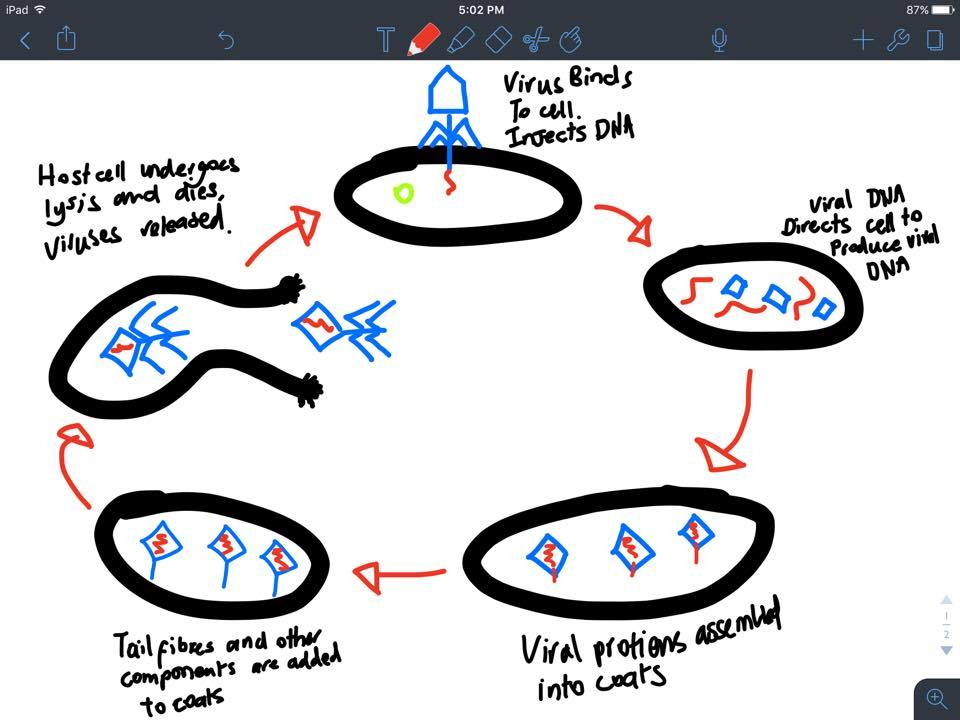 iPad
5:02 PM
87%
T
Virus Binds
To cell.
Injects DNA
Viral DNA
Directs cell to
Produce viral
DNA
Viral protiens assembled
into coats
Tail fibres and other
components are added
to coats
Host cell undergoes
lysis and dies,
Viruses released.
1
2